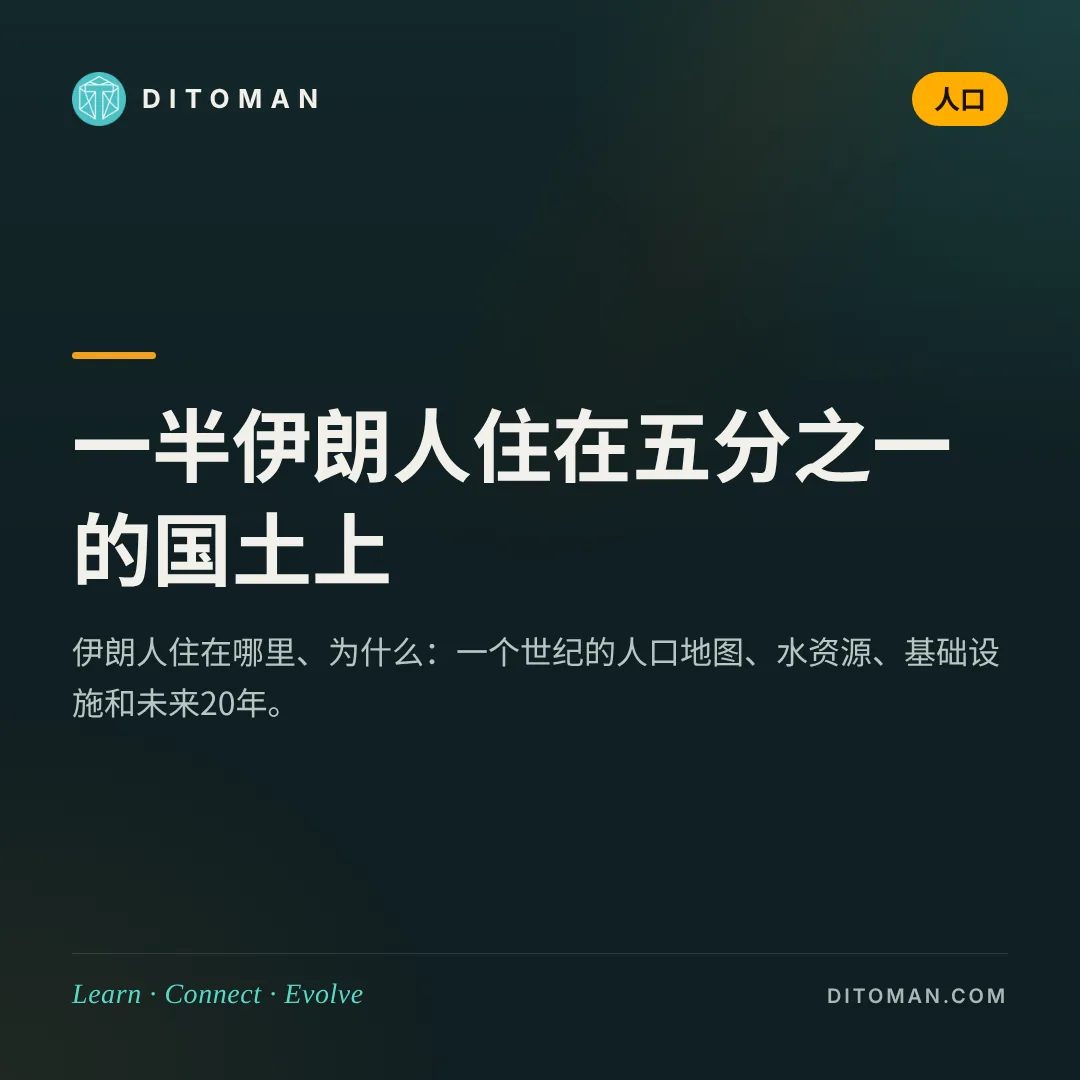 DITOMAN
人口
一半伊朗人住在五分之一
的国土上
伊朗人住在哪里、为什么：一个世纪的人口地图、水资源、基础设
施和未来20年。
Learn · Connect · Evolve
DITOMAN.COM